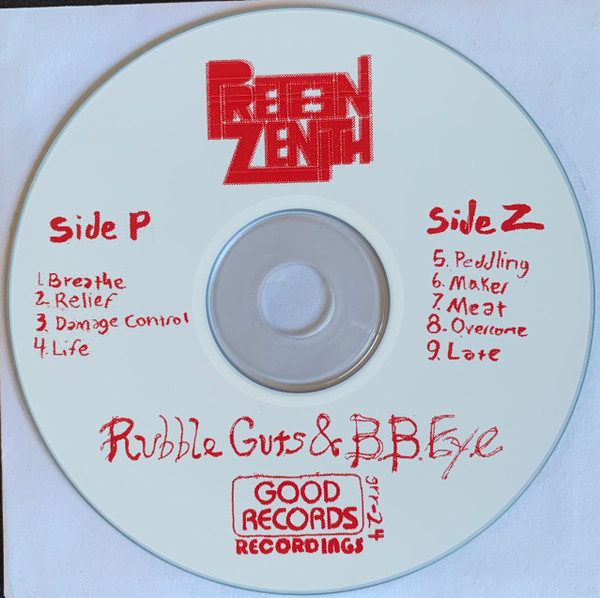 PRETEEN
ZENITH
Side P
1. Breathe
2. Relief
3. Damage Control
4. Life
Side Z
5. Peddling
6. Maker
7. Meat
8. Overcome
9. Late
Rubble Guts & B.B. Eye
GOOD
RECORDS
RECORDINGS
grr-24